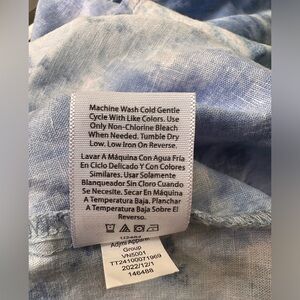 Machine Wash Cold Gentle
Cycle With Like Colors. Use
Only Non-Chlorine Bleach
When Needed. Tumble Dry
Low. Low Iron On Reverse.
Lavar A Máquina Con Agua Fría
En Ciclo Delicado Y Con Colores
Similares. Usar Solamente
Blanqueador Sin Cloro Cuando
Se Necesite. Secar En Máquina
A Temperatura Baja. Planchar
A Temperatura Baja Sobre El
Reverso.
Adjmi Apparel
Group
VN5001
TT24100071969
2022/12/1
146488